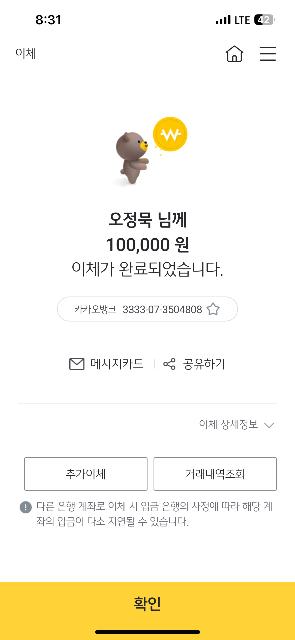 8:31
LTE 42
이체
오정묵 님께
100,000 원
이체가 완료되었습니다.
카카오뱅크 3333-07-3504808
메시지카드 공유하기
이체 상세정보
추가이체 거래내역조회
다른 은행 계좌로 이체 시 입금 은행의 사정에 따라 해당 계
좌의 입금이 다소 지연될 수 있습니다.
확인